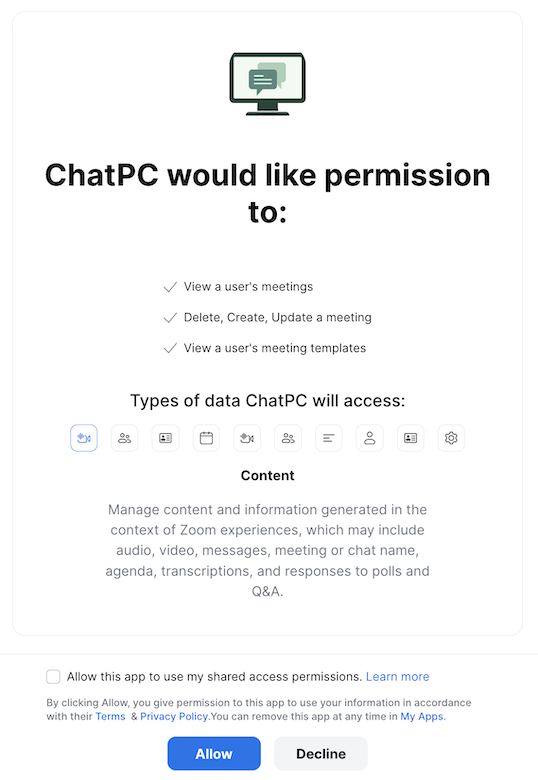 ChatPC would like permission
to:
View a user's meetings
Delete, Create, Update a meeting
View a user's meeting templates
Types of data ChatPC will access:
Content
Manage content and information generated in the
context of Zoom experiences, which may include
audio, video, messages, meeting or chat name,
agenda, transcriptions, and responses to polls and
Q&A.
Allow this app to use my shared access permissions. Learn more
By clicking Allow, you give permission to this app to use your information in accordance
with their Terms & Privacy Policy.You can remove this app at any time in My Apps.
Allow
Decline